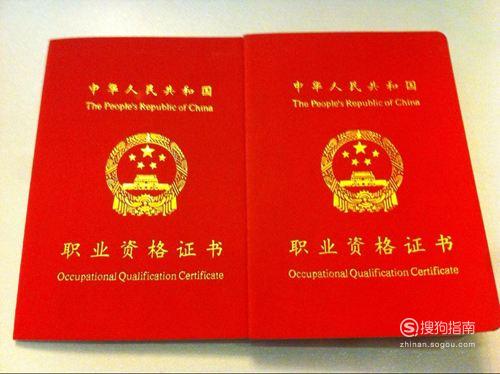 中华人民共和国
The People's Republic of China
职业资格证书
Occupational Qualification Certificate
中华人民共和国
The People's Republic of China
职业资格证书
Occupational Qualification Certificate
S 搜狗指南
zhinan.sogou.com